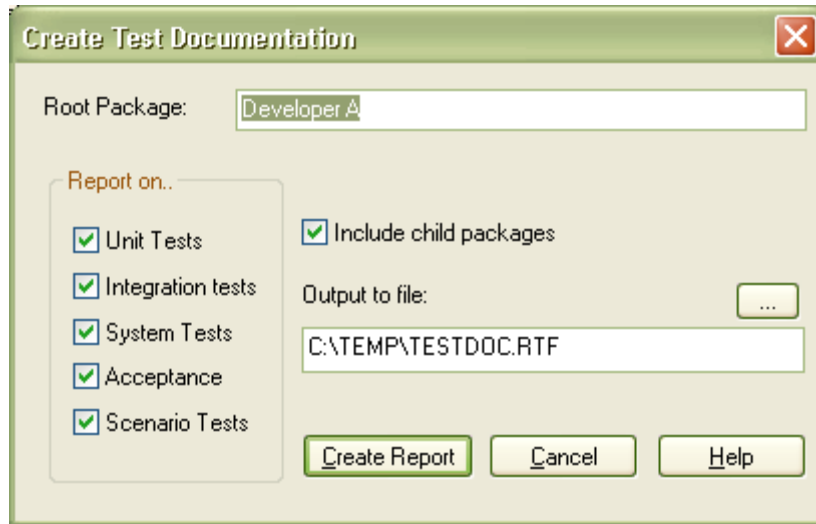 Create Test Documentation
Root Package:
Developer A
Report on..
Unit Tests
Integration tests
System Tests
Acceptance
Scenario Tests
Include child packages
Output to file:
...
C:\TEMP\TESTDOC.RTF
Create Report
Cancel
Help